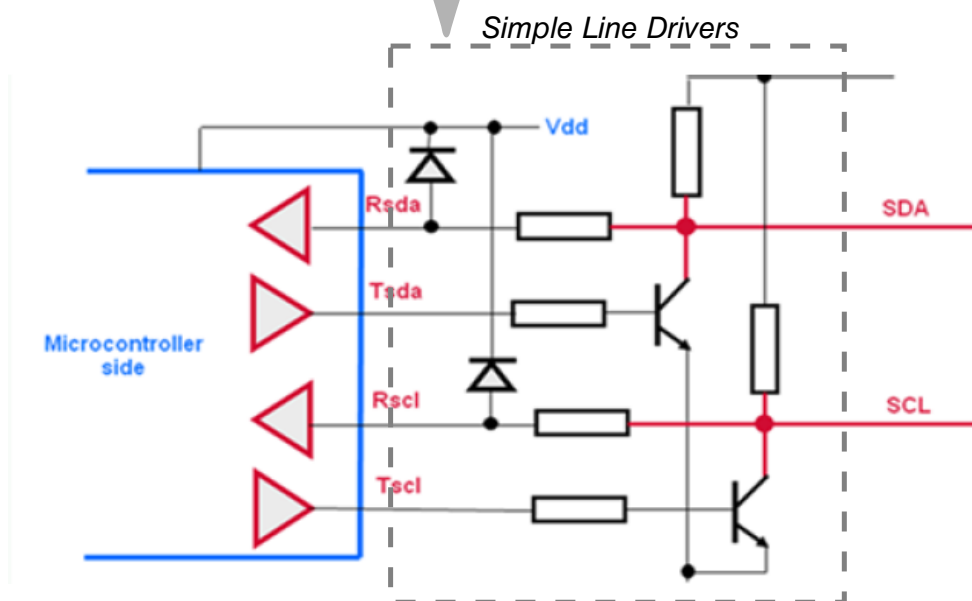 Simple Line Drivers
Vdd
Rsda
SDA
Tsda
Microcontroller
side
Rscl
SCL
Tscl